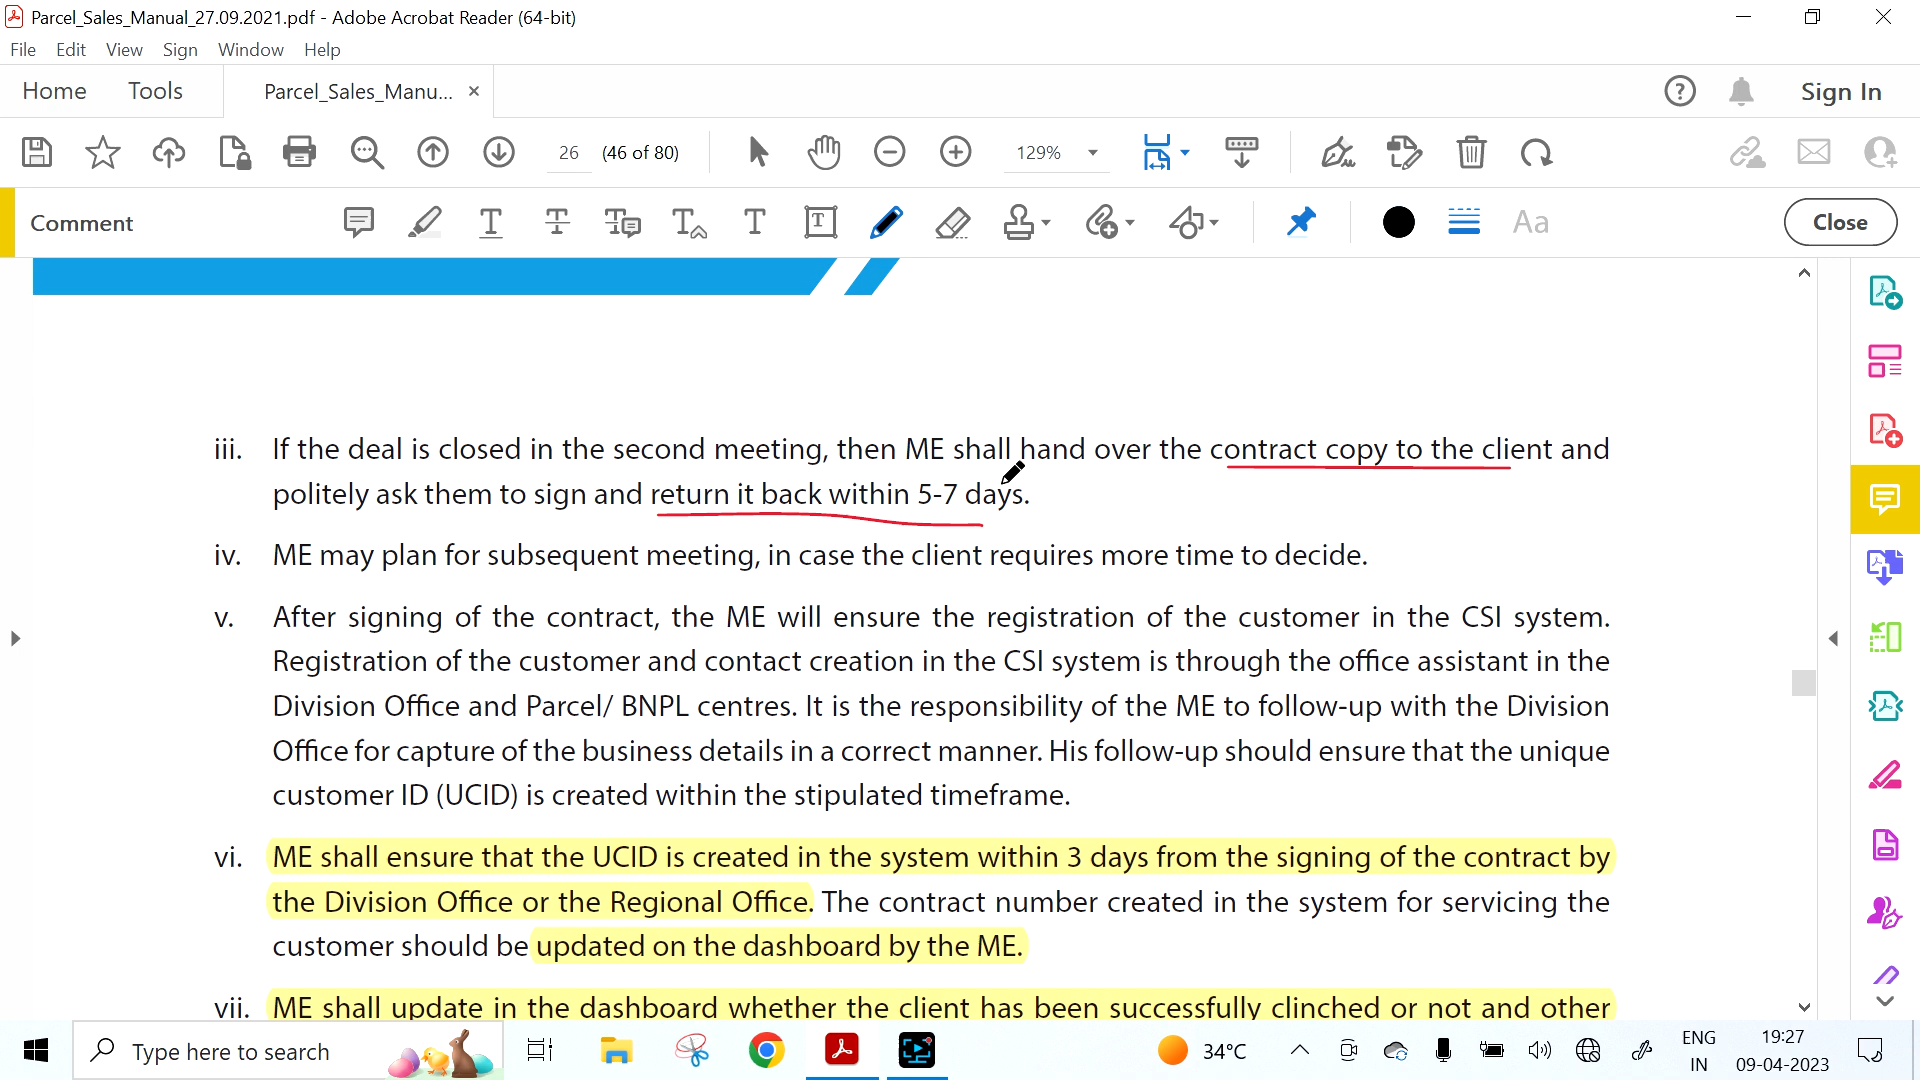 Parcel_Sales_Manual_27.09.2021.pdf - Adobe Acrobat Reader (64-bit)
File Edit View Sign Window Help
Home Tools Parcel_Sales_Manu... × Sign In
26 (46 of 80) 129%
Comment Aa Close
iii. If the deal is closed in the second meeting, then ME shall hand over the contract copy to the client and
politely ask them to sign and return it back within 5-7 days.
iv. ME may plan for subsequent meeting, in case the client requires more time to decide.
v. After signing of the contract, the ME will ensure the registration of the customer in the CSI system.
Registration of the customer and contact creation in the CSI system is through the office assistant in the
Division Office and Parcel/ BNPL centres. It is the responsibility of the ME to follow-up with the Division
Office for capture of the business details in a correct manner. His follow-up should ensure that the unique
customer ID (UCID) is created within the stipulated timeframe.
vi. ME shall ensure that the UCID is created in the system within 3 days from the signing of the contract by
the Division Office or the Regional Office. The contract number created in the system for servicing the
customer should be updated on the dashboard by the ME.
vii. ME shall update in the dashboard whether the client has been successfully clinched or not and other
Type here to search 34°C ENG 19:27
IN 09-04-2023